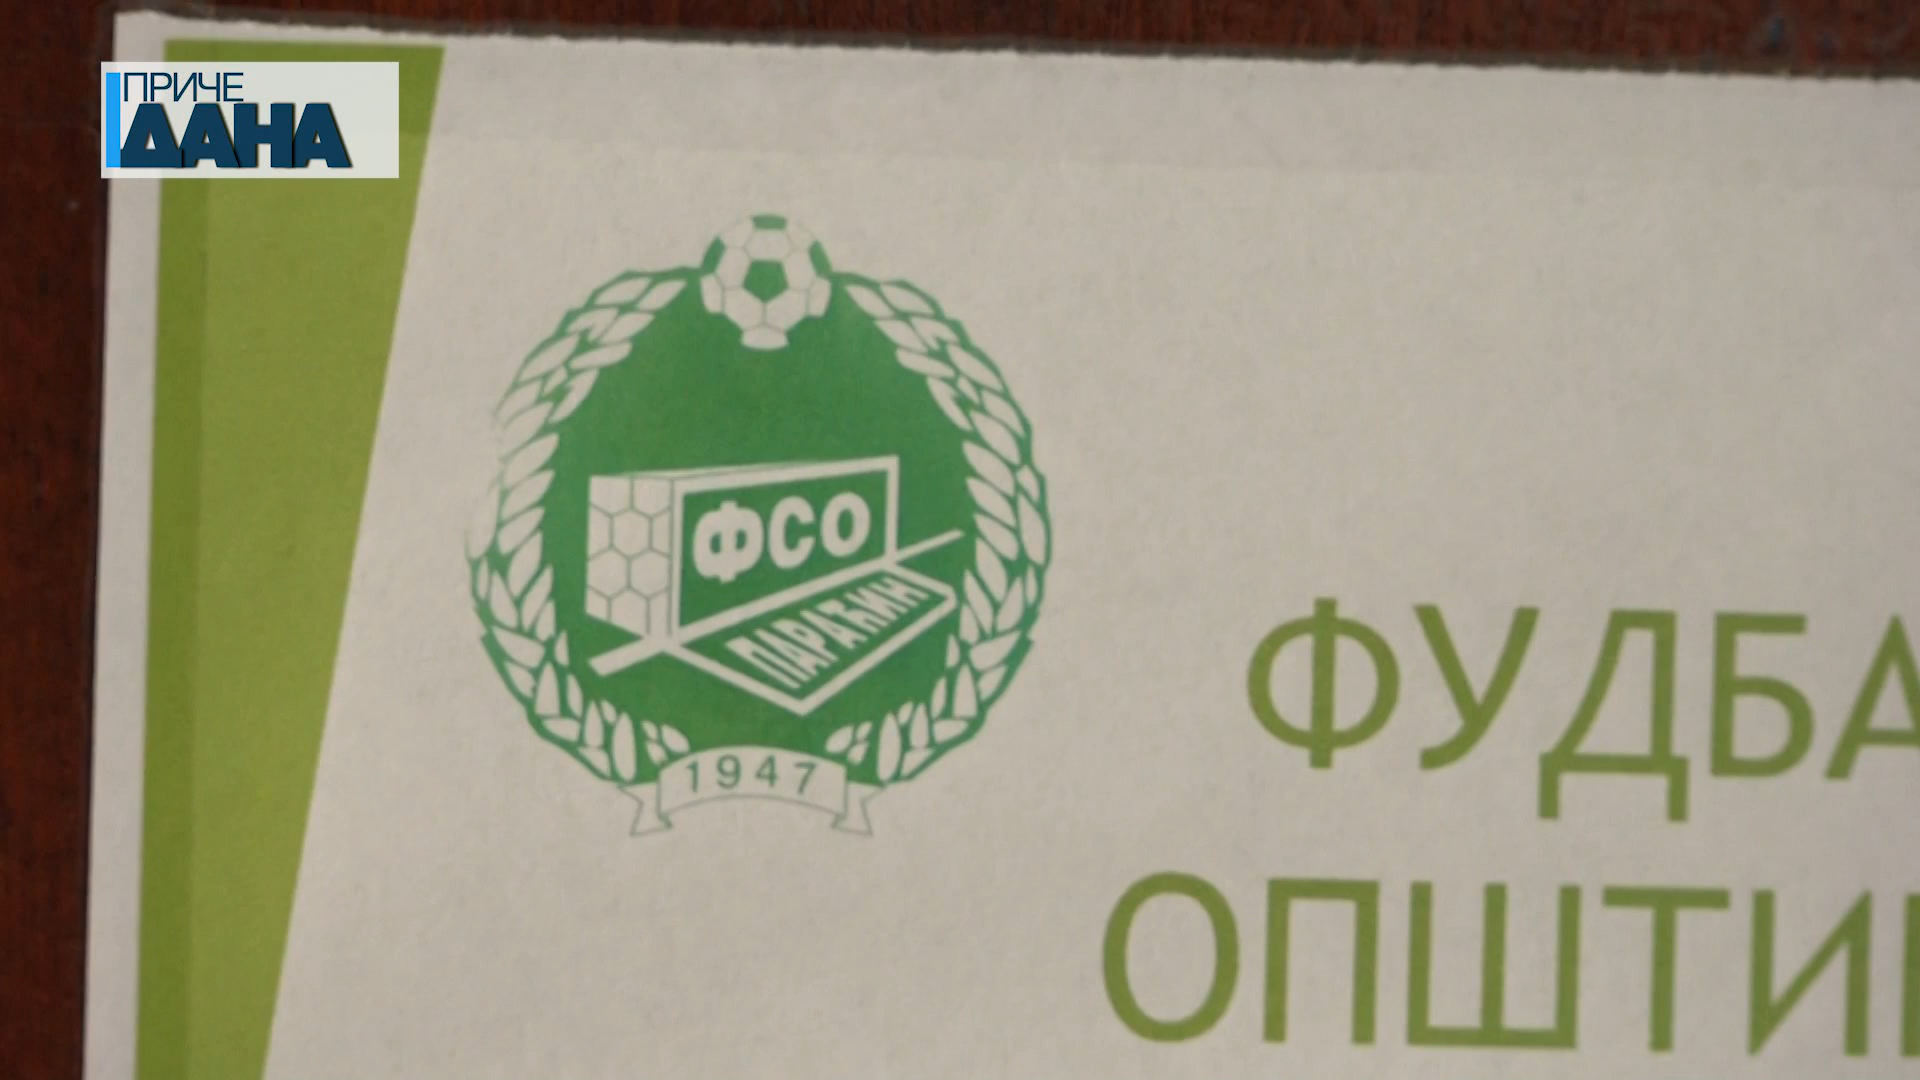 ПРИЧЕ
ДАНА
ФСО
ПАРАЋИН
1947
ФУДБА
ОПШТИ